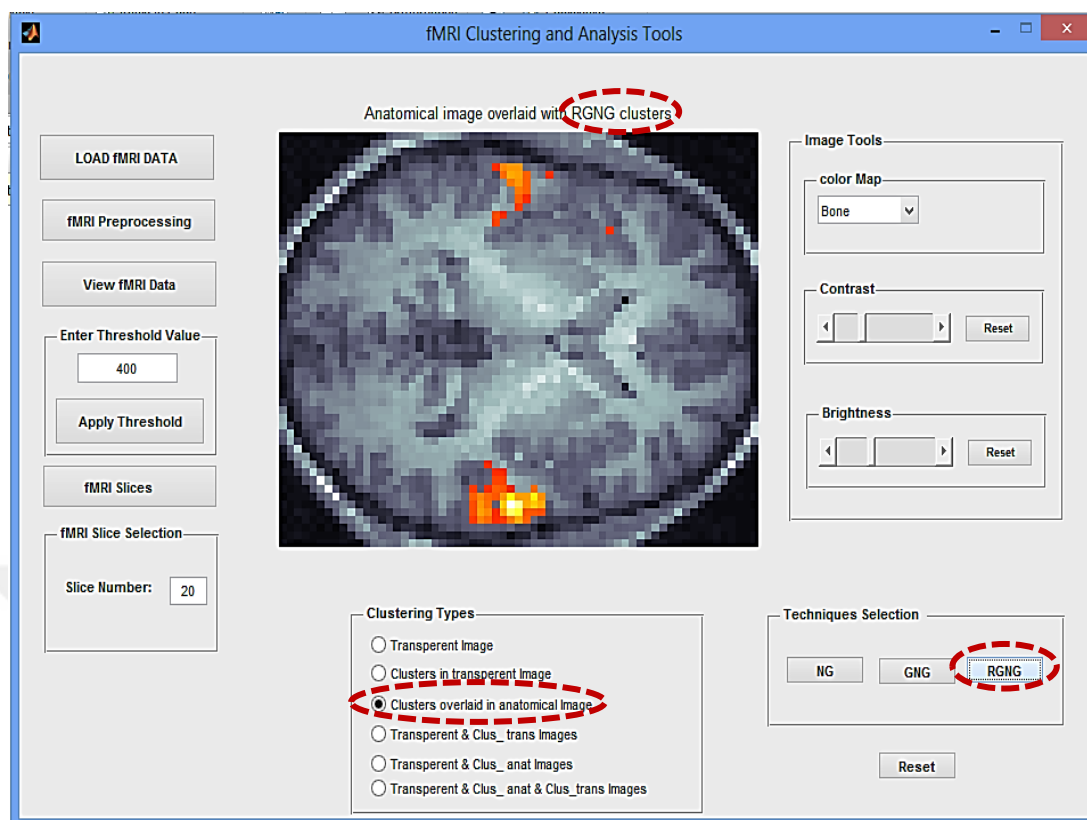 fMRI Clustering and Analysis Tools
Anatomical image overlaid with RGNG clusters
LOAD fMRI DATA
fMRI Preprocessing
View fMRI Data
Enter Threshold Value
400
Apply Threshold
fMRI Slices
fMRI Slice Selection
Slice Number: 20
Image Tools
color Map
Bone
Contrast
Reset
Brightness
Reset
Clustering Types
Transperent Image
Clusters in transperent Image
Clusters overlaid in anatomical Image
Transperent & Clus_ trans Images
Transperent & Clus_ anat Images
Transperent & Clus_ anat & Clus_trans Images
Techniques Selection
NG GNG RGNG
Reset